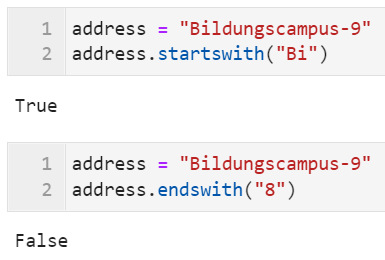 1 address = "Bildungscampus-9"
2 address.startswith("Bi")
True
1 address = "Bildungscampus-9"
2 address.endswith("8")
False